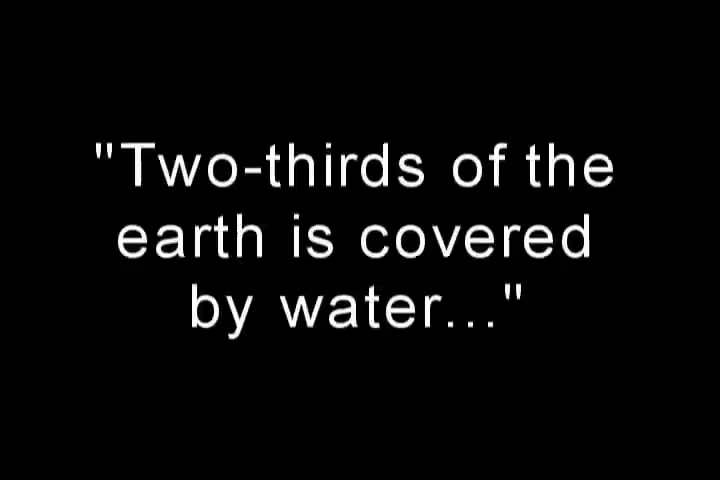 "Two-thirds of the
earth is covered
by water..."